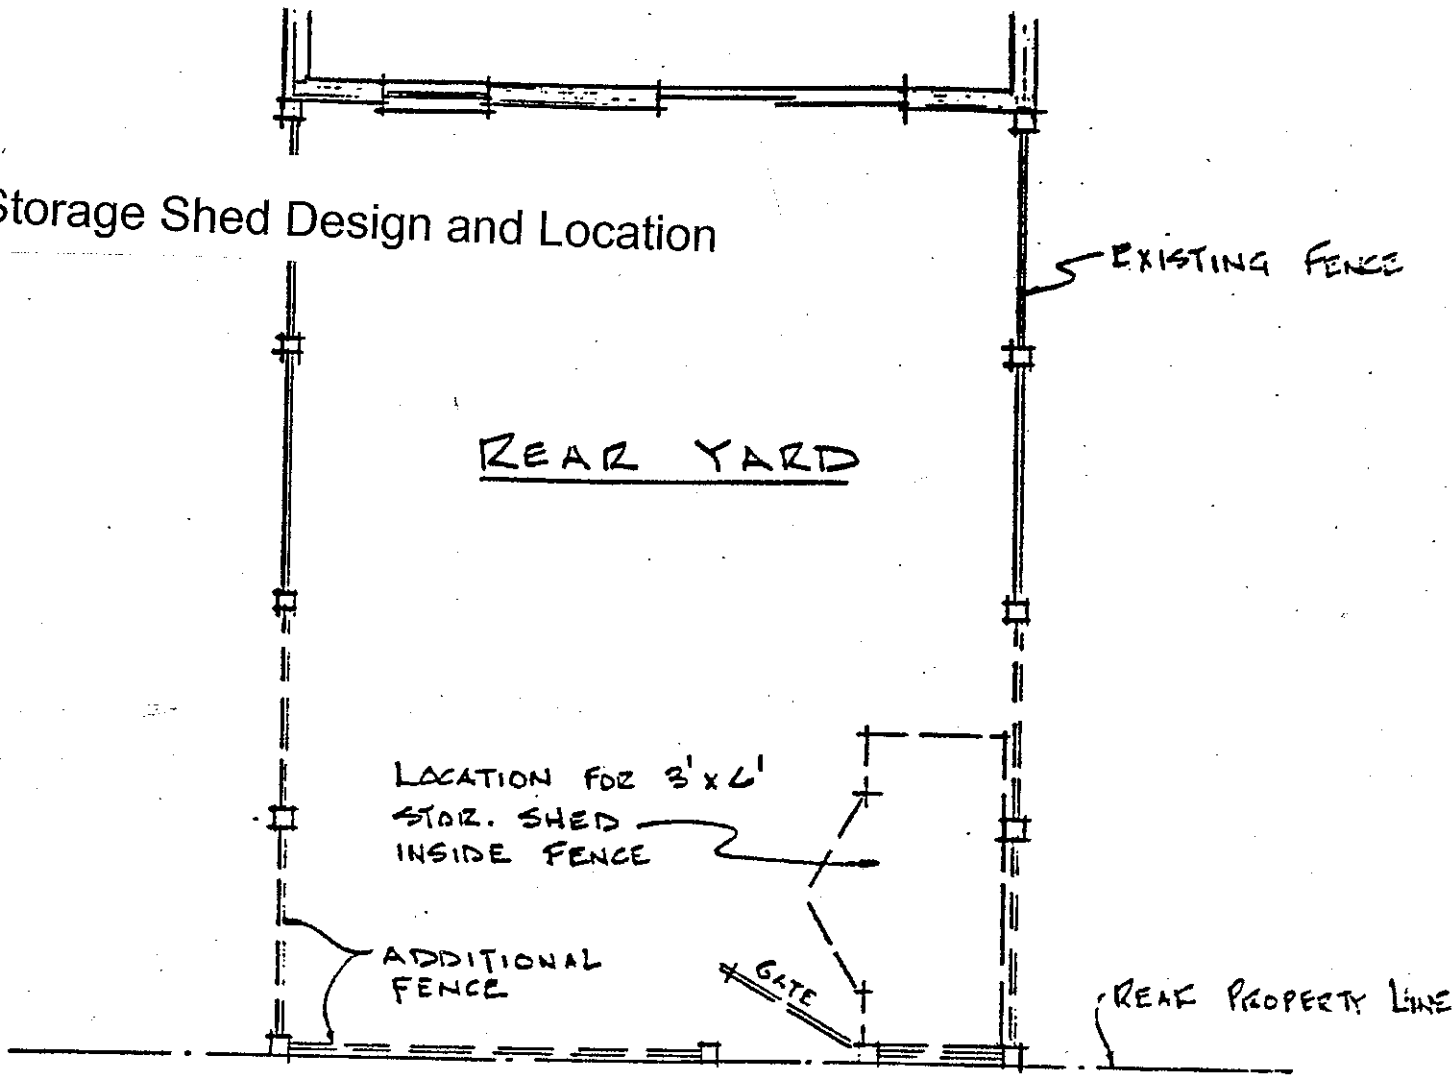 Storage Shed Design and Location
EXISTING FENCE
REAR YARD
LOCATION FOR 3' x 6'
STOR. SHED
INSIDE FENCE
ADDITIONAL
FENCE
GATE
REAR PROPERTY LINE